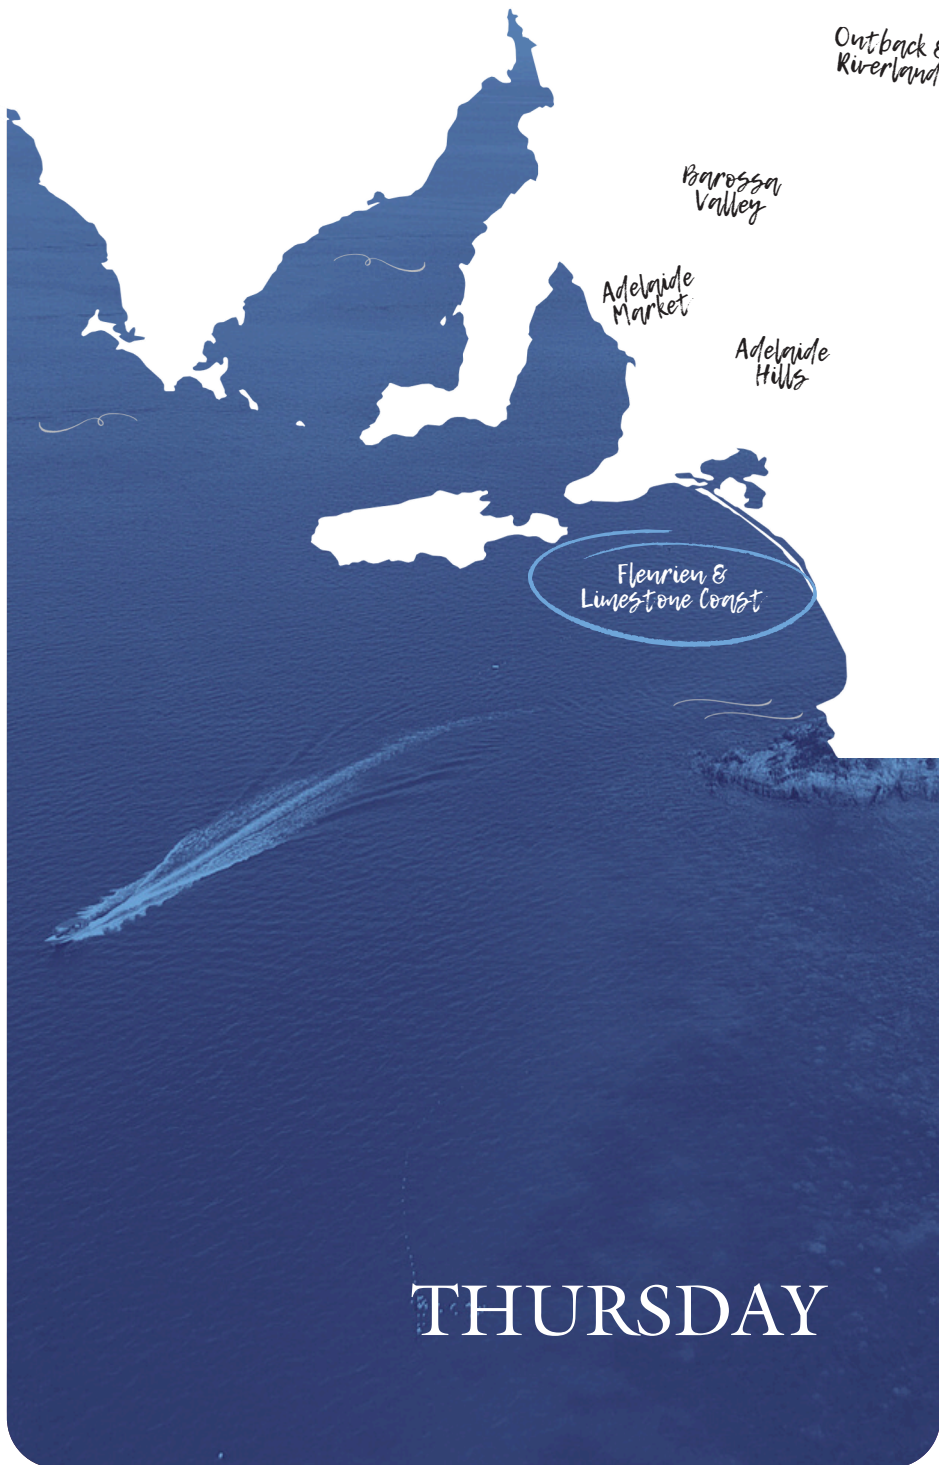 Outback &
Riverland
Barossa
Valley
Adelaide
Market
Adelaide
Hills
Fleurieu &
Limestone Coast
THURSDAY